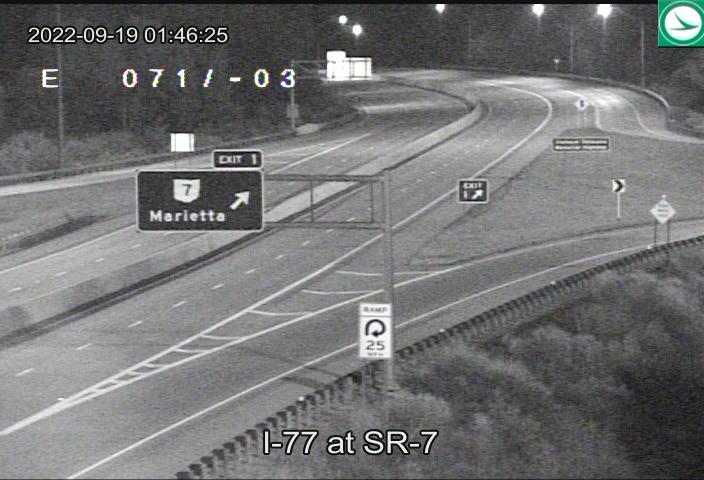 2022-09-19 01:46:25
E 071/-03
EXIT 1
7
Marietta
EXIT
1
RAMP
25
MPH
I-77 at SR-7